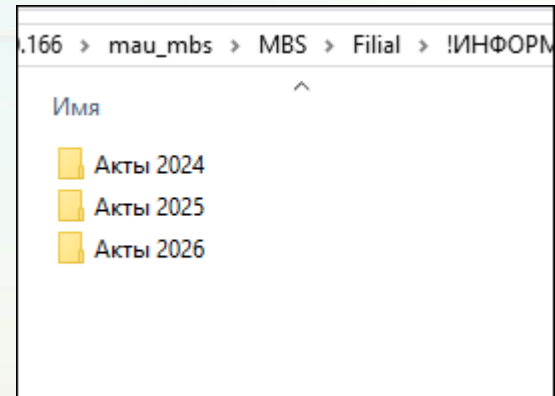 .166 > mau_mbs > MBS > Filial > !ИНФОРМ
Имя
Акты 2024
Акты 2025
Акты 2026